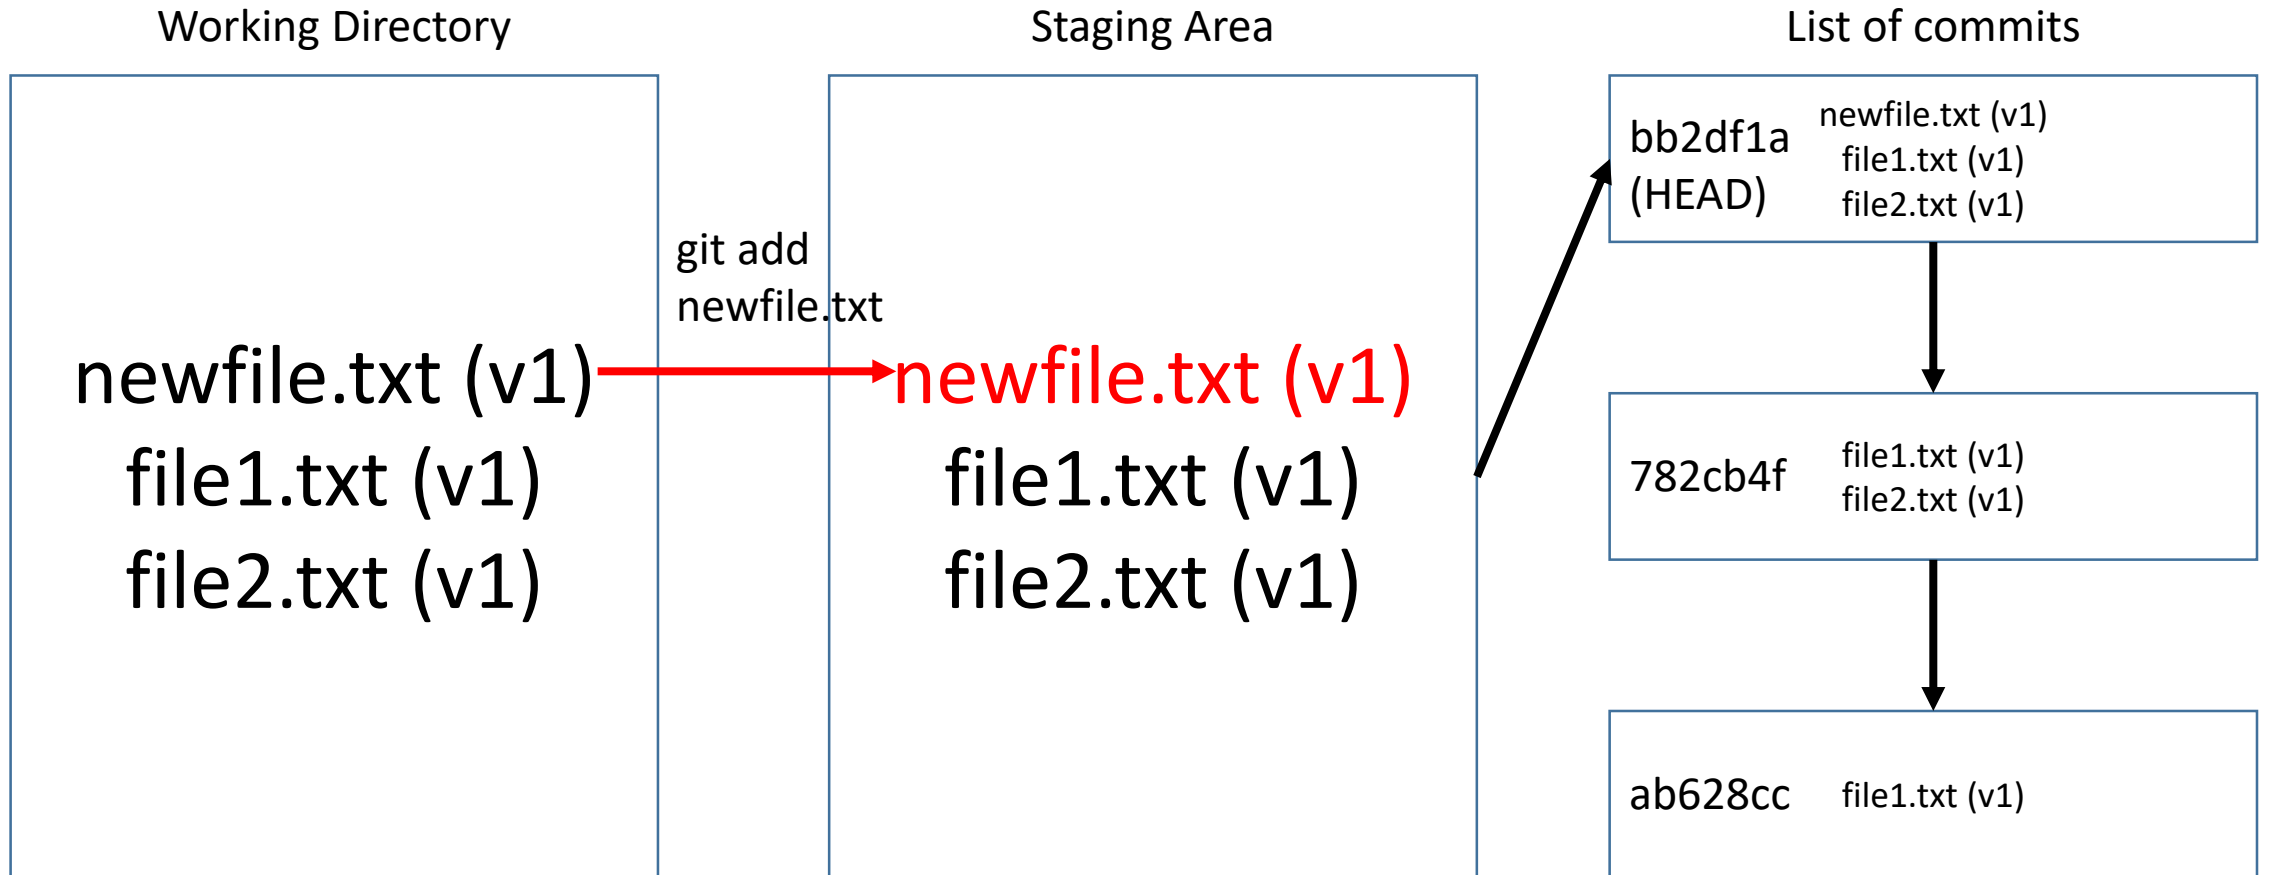 Working Directory
Staging Area
List of commits
git add
newfile.txt
newfile.txt (v1)
file1.txt (v1)
file2.txt (v1)
newfile.txt (v1)
file1.txt (v1)
file2.txt (v1)
bb2df1a
(HEAD)
newfile.txt (v1)
file1.txt (v1)
file2.txt (v1)
782cb4f
file1.txt (v1)
file2.txt (v1)
ab628cc
file1.txt (v1)